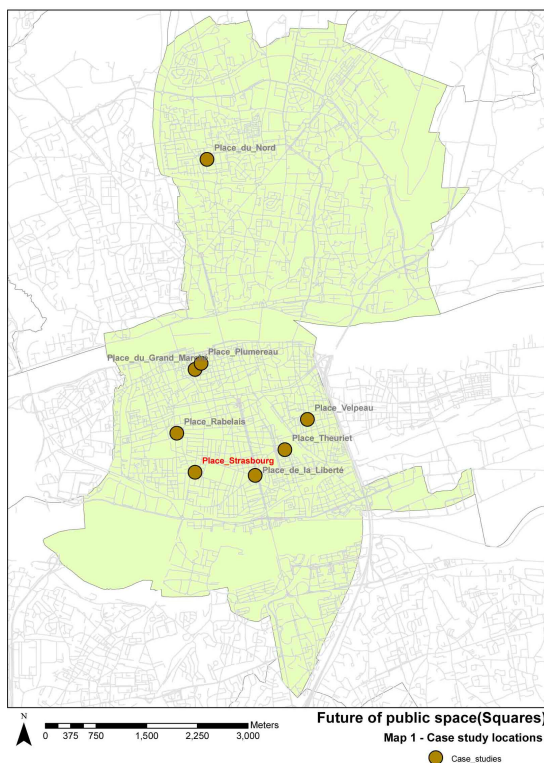 Place_du_Nord
Place_du_Grand_Marché
Place_Plumereau
Place_Velpeau
Place_Rabelais
Place_Theuriet
Place_Strasbourg
Place_de_la_Liberté
N
Meters
0 375 750 1,500 2,250 3,000
Future of public space(Squares)
Map 1 - Case study locations
Case_studies